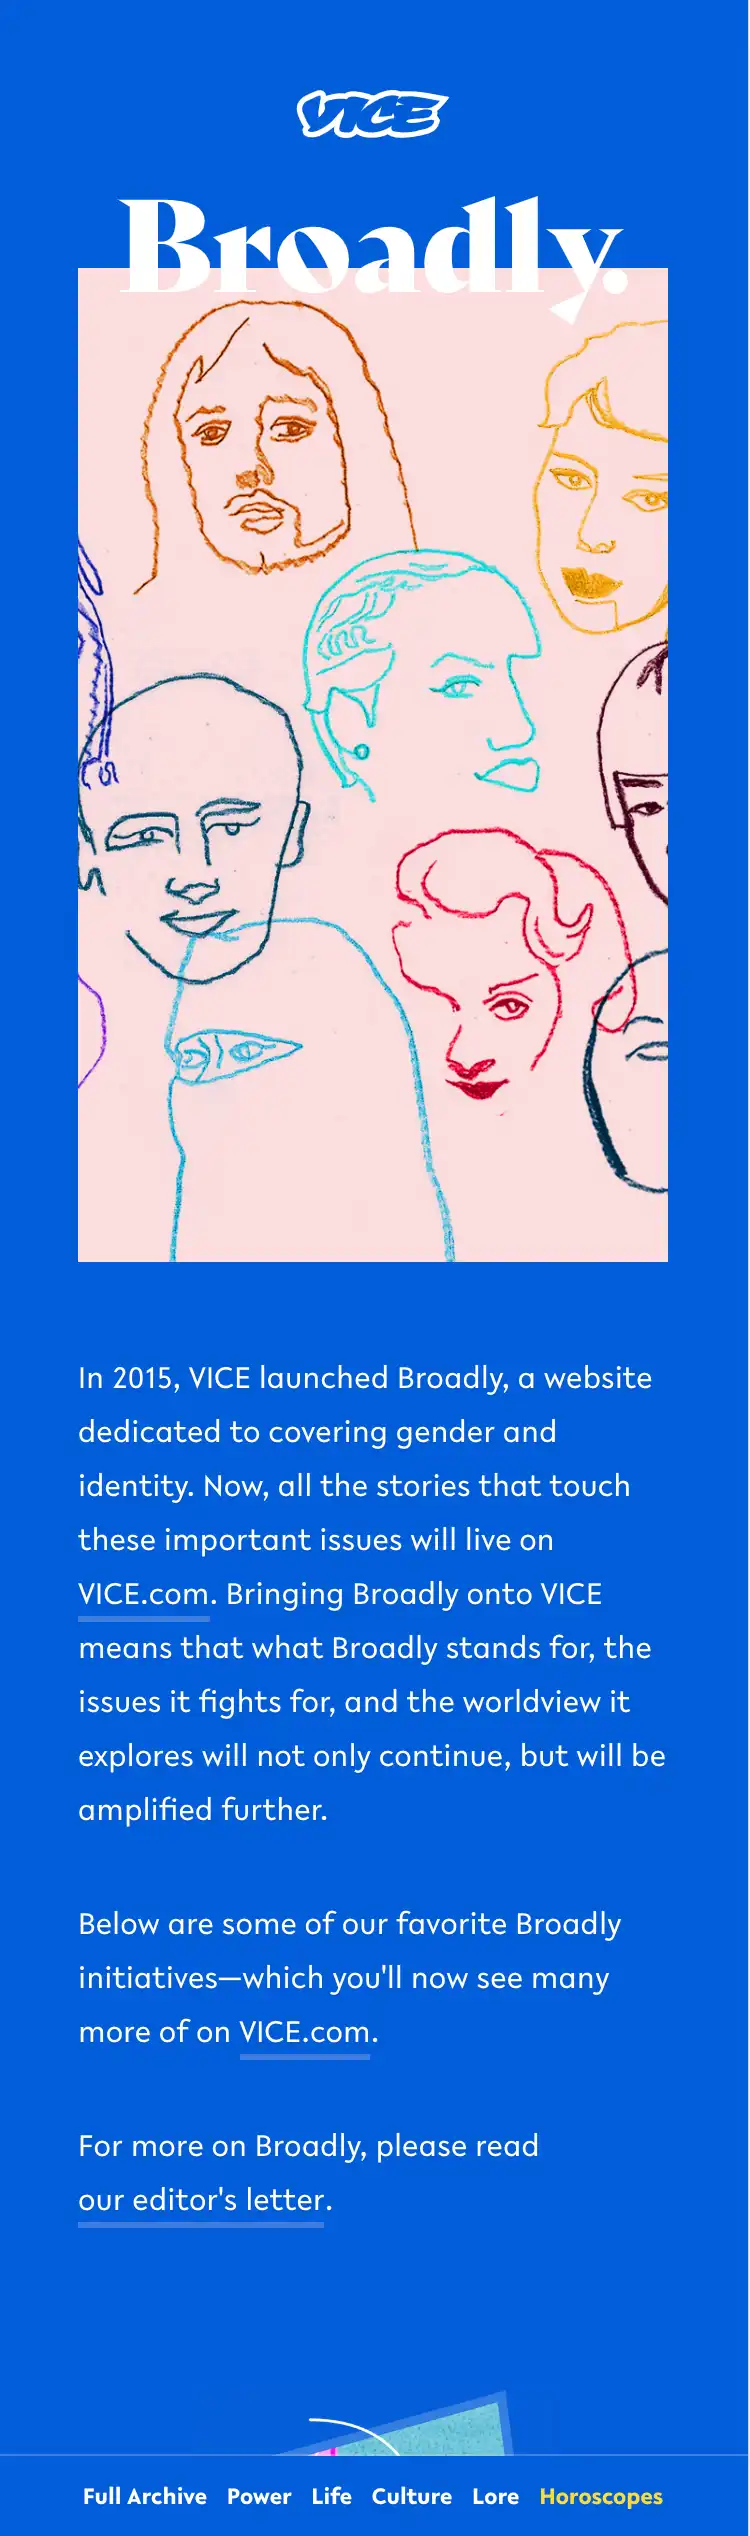 VICE
Broadly.
In 2015, VICE launched Broadly, a website
dedicated to covering gender and
identity. Now, all the stories that touch
these important issues will live on
VICE.com. Bringing Broadly onto VICE
means that what Broadly stands for, the
issues it fights for, and the worldview it
explores will not only continue, but will be
amplified further.
Below are some of our favorite Broadly
initiatives—which you'll now see many
more of on VICE.com.
For more on Broadly, please read
our editor's letter.
Full Archive Power Life Culture Lore Horoscopes